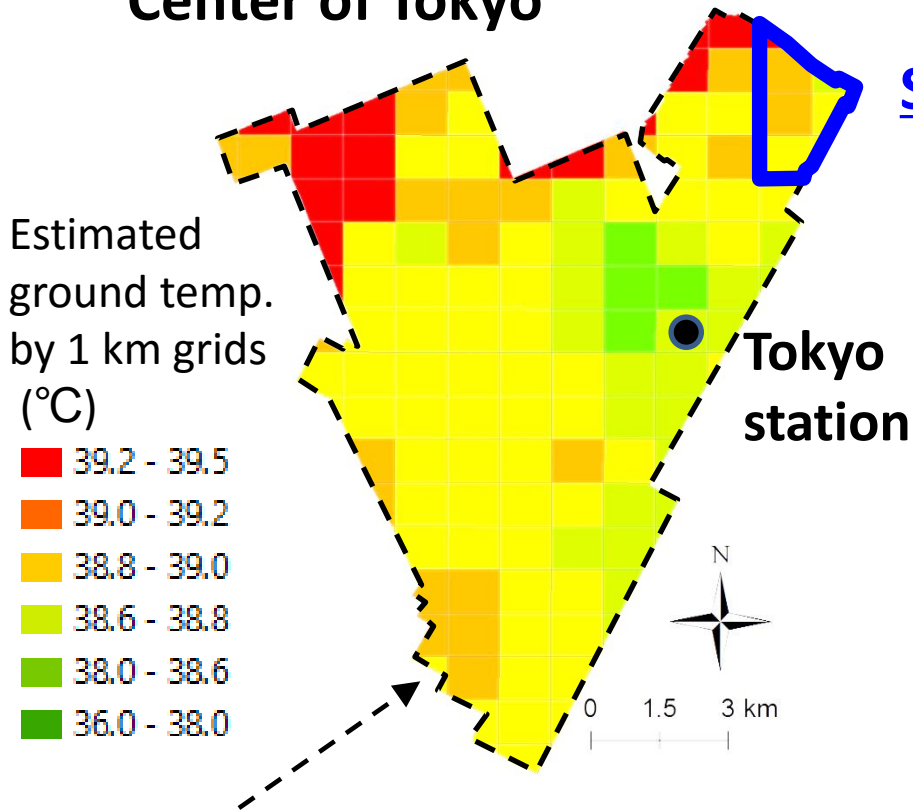 Center of Tokyo
S
Estimated
ground temp.
by 1 km grids
(℃)
39.2 - 39.5
39.0 - 39.2
38.8 - 39.0
38.6 - 38.8
38.0 - 38.6
36.0 - 38.0
Tokyo
station
N
0 1.5 3 km